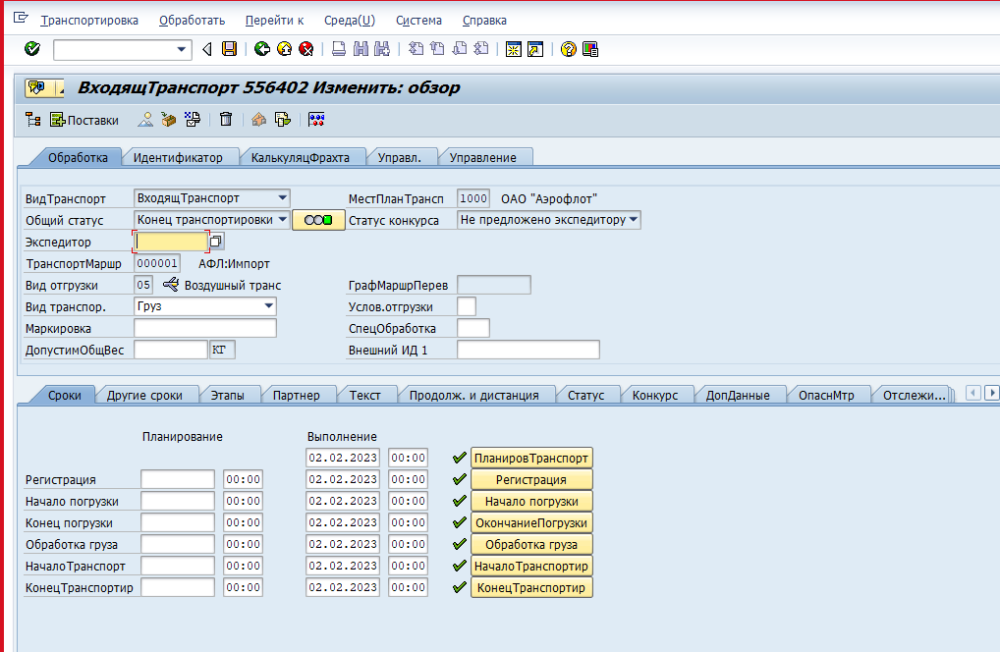 Транспортировка Обработать Перейти к Среда(U) Система Справка
ВходящТранспорт 556402 Изменить: обзор
Поставки
Обработка Идентификатор КалькуляцФрахта Управл. Управление
ВидТранспорт ВходящТранспорт МестПланТрансп 1000 ОАО "Аэрофлот"
Общий статус Конец транспортировки Статус конкурса Не предложено экспедитору
Экспедитор
ТранспортМаршр 000001 АФЛ:Импорт
Вид отгрузки 05 Воздушный транс ГрафМаршрПерев
Вид транспор. Груз Услов.отгрузки
Маркировка СпецОбработка
ДопустимОбщВес КГ Внешний ИД 1
Сроки Другие сроки Этапы Партнер Текст Продолж. и дистанция Статус Конкурс ДопДанные ОпаснМтр Отслежи...
Планирование Выполнение
02.02.2023 00:00 ПланировТранспорт
Регистрация 00:00 02.02.2023 00:00 Регистрация
Начало погрузки 00:00 02.02.2023 00:00 Начало погрузки
Конец погрузки 00:00 02.02.2023 00:00 ОкончаниеПогрузки
Обработка груза 00:00 02.02.2023 00:00 Обработка груза
НачалоТранспорт 00:00 02.02.2023 00:00 НачалоТранспортир
КонецТранспортир 00:00 02.02.2023 00:00 КонецТранспортир